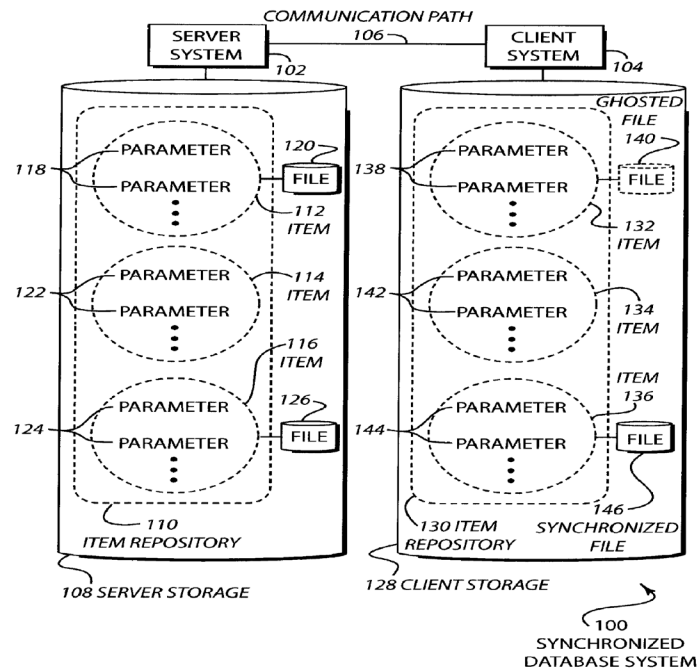 COMMUNICATION PATH
106
SERVER SYSTEM
102
CLIENT SYSTEM
104
118
PARAMETER
PARAMETER
120
FILE
112
ITEM
122
PARAMETER
PARAMETER
114
ITEM
116
ITEM
124
PARAMETER
PARAMETER
126
FILE
110
ITEM REPOSITORY
108 SERVER STORAGE
GHOSTED
FILE
140
138
PARAMETER
PARAMETER
FILE
132
ITEM
142
PARAMETER
PARAMETER
134
ITEM
ITEM
136
144
PARAMETER
PARAMETER
FILE
146
SYNCHRONIZED
FILE
130 ITEM
REPOSITORY
128 CLIENT STORAGE
100
SYNCHRONIZED
DATABASE SYSTEM